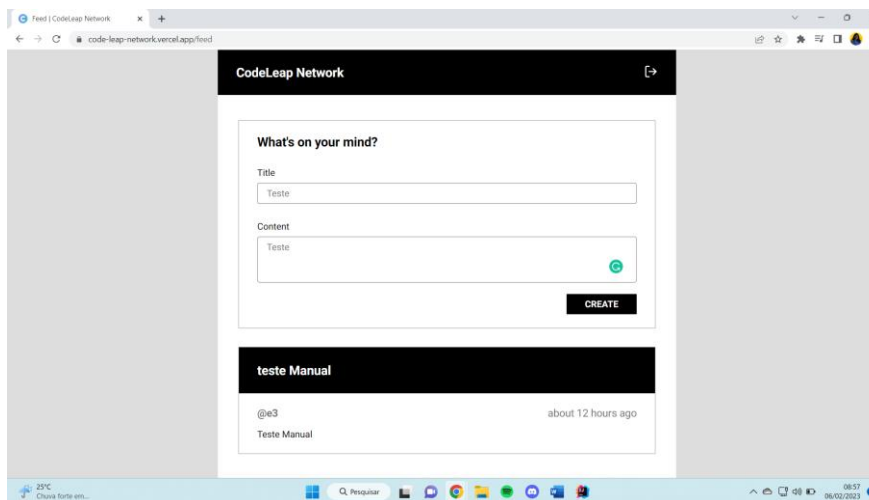 Feed | CodeLeap Network
code-leap-network.vercel.app/feed
CodeLeap Network
What's on your mind?
Title
Teste
Content
Teste
CREATE
teste Manual
@e3
about 12 hours ago
Teste Manual
25°C
Chuva forte em...
Pesquisar
08:57
06/02/2023